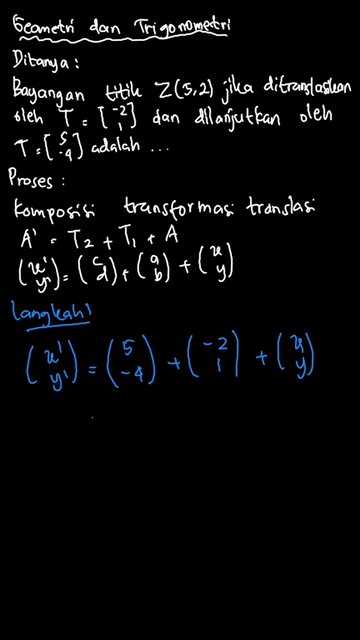 Geometri dan Trigonometri
Ditanya :
Bayangan titik Z(3,2) jika ditranslasikan
oleh T = [-2 1] dan dilanjutkan oleh
T = [5 -4] adalah ...
Proses :
Komposisi transformasi translasi
A' = T2 + T1 + A
(x' y') = (c d) + (a b) + (x y)
Langkah 1
(x' y') = (5 -4) + (-2 1) + (x y)